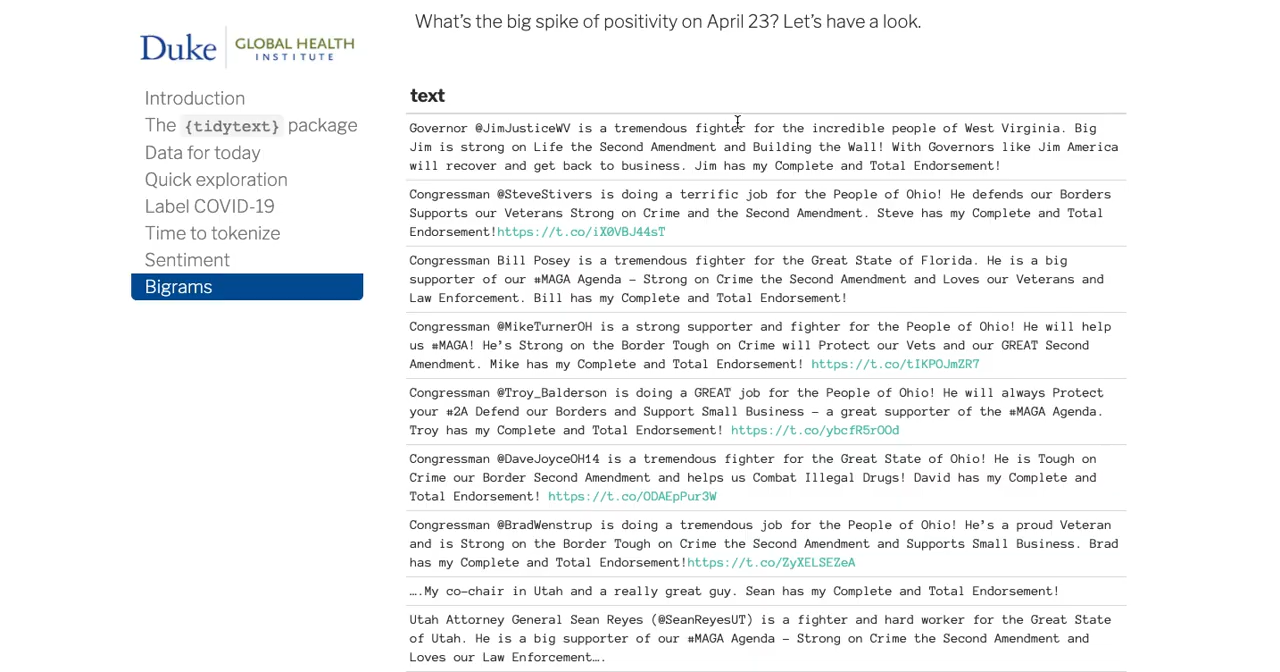 What's the big spike of positivity on April 23? Let's have a look.
Duke GLOBAL HEALTH INSTITUTE
Introduction
The {tidytext} package
Data for today
Quick exploration
Label COVID-19
Time to tokenize
Sentiment
Bigrams
text
Governor @JimJusticeWV is a tremendous fighter for the incredible people of West Virginia. Big
Jim is strong on Life the Second Amendment and Building the Wall! With Governors like Jim America
will recover and get back to business. Jim has my Complete and Total Endorsement!
Congressman @SteveStivers is doing a terrific job for the People of Ohio! He defends our Borders
Supports our Veterans Strong on Crime and the Second Amendment. Steve has my Complete and Total
Endorsement!https://t.co/iX0VBJ44sT
Congressman Bill Posey is a tremendous fighter for the Great State of Florida. He is a big
supporter of our #MAGA Agenda – Strong on Crime the Second Amendment and Loves our Veterans and
Law Enforcement. Bill has my Complete and Total Endorsement!
Congressman @MikeTurnerOH is a strong supporter and fighter for the People of Ohio! He will help
us #MAGA! He's Strong on the Border Tough on Crime will Protect our Vets and our GREAT Second
Amendment. Mike has my Complete and Total Endorsement! https://t.co/tIKPOJmZR7
Congressman @Troy_Balderson is doing a GREAT job for the People of Ohio! He will always Protect
your #2A Defend our Borders and Support Small Business – a great supporter of the #MAGA Agenda.
Troy has my Complete and Total Endorsement! https://t.co/ybcfR5rOOd
Congressman @DaveJoyceOH14 is a tremendous fighter for the Great State of Ohio! He is Tough on
Crime our Border Second Amendment and helps us Combat Illegal Drugs! David has my Complete and
Total Endorsement! https://t.co/ODAEpPur3W
Congressman @BradWenstrup is doing a tremendous job for the People of Ohio! He's a proud Veteran
and is Strong on the Border Tough on Crime the Second Amendment and Supports Small Business. Brad
has my Complete and Total Endorsement!https://t.co/ZyXELSEZeA
….My co-chair in Utah and a really great guy. Sean has my Complete and Total Endorsement!
Utah Attorney General Sean Reyes (@SeanReyesUT) is a fighter and hard worker for the Great State
of Utah. He is a big supporter of our #MAGA Agenda – Strong on Crime the Second Amendment and
Loves our Law Enforcement….